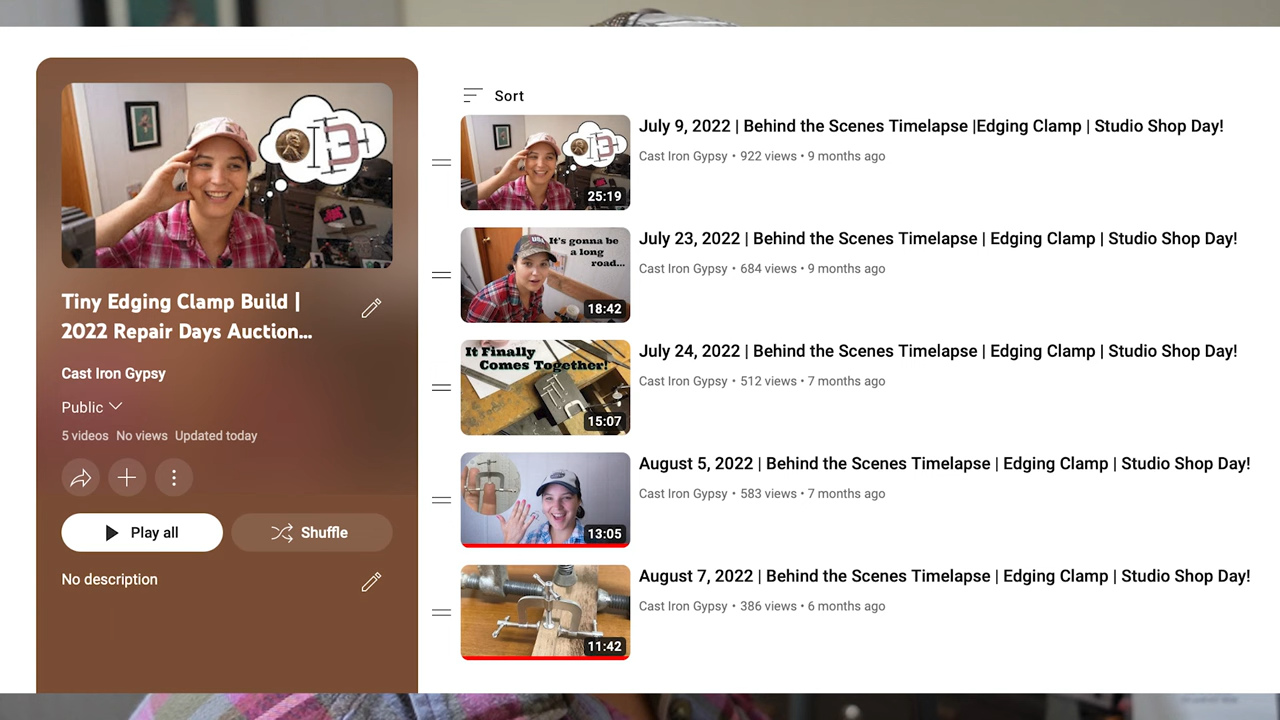 Tiny Edging Clamp Build |
2022 Repair Days Auction...
Cast Iron Gypsy
Public
5 videos No views Updated today
Play all
Shuffle
No description
Sort
25:19
July 9, 2022 | Behind the Scenes Timelapse |Edging Clamp | Studio Shop Day!
Cast Iron Gypsy • 922 views • 9 months ago
It's gonna be
a long
road...
18:42
July 23, 2022 | Behind the Scenes Timelapse | Edging Clamp | Studio Shop Day!
Cast Iron Gypsy • 684 views • 9 months ago
It Finally
Comes Together!
15:07
July 24, 2022 | Behind the Scenes Timelapse | Edging Clamp | Studio Shop Day!
Cast Iron Gypsy • 512 views • 7 months ago
13:05
August 5, 2022 | Behind the Scenes Timelapse | Edging Clamp | Studio Shop Day!
Cast Iron Gypsy • 583 views • 7 months ago
11:42
August 7, 2022 | Behind the Scenes Timelapse | Edging Clamp | Studio Shop Day!
Cast Iron Gypsy • 386 views • 6 months ago